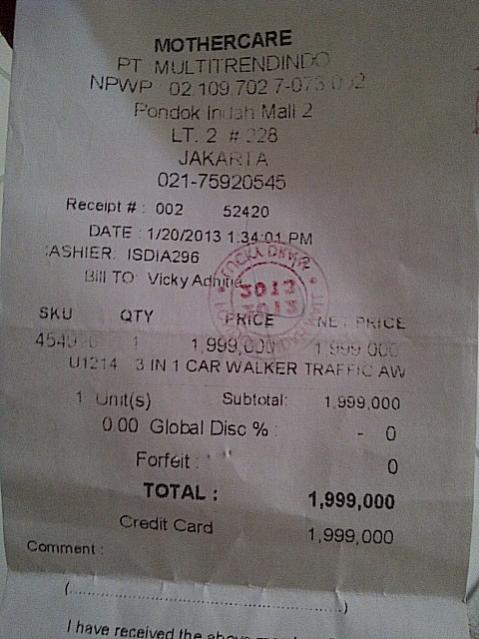 MOTHERCARE
PT MULTITRENDINDO
NPWP 02 109 702 7-073
Pondok Indah Mall 2
LT. 2 # 328
JAKARTA
021-75920545
Receipt # : 002 52420
DATE : 1/20/2013 1:34:01 PM
ASHIER: ISDIA296
Bill TO: Vicky
2013
SKU QTY PRICE NET PRICE
1 1,999,000 1,999,000
U1214 3 IN 1 CAR WALKER TRAFFIC AW
1 Unit(s) Subtotal: 1,999,000
0.00 Global Disc % : - 0
Forfeit : 0
TOTAL : 1,999,000
Credit Card 1,999,000
Comment :
(..............................................)
I have received the above